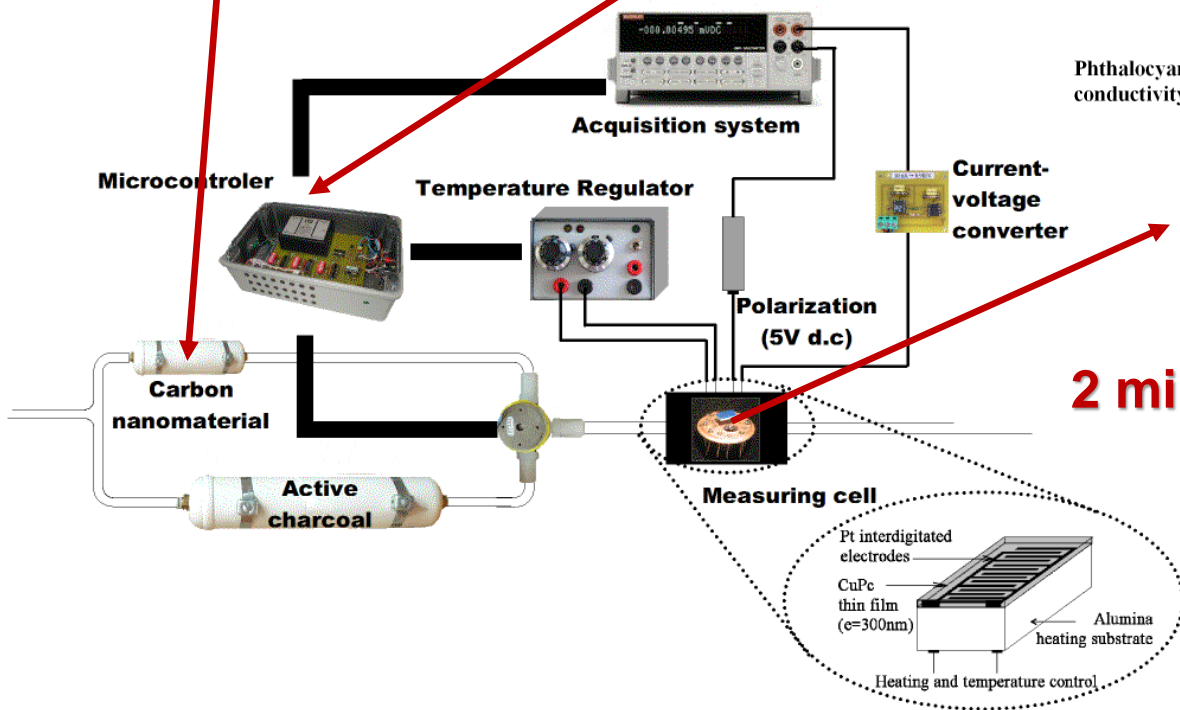 -000.00495 mVDC
Acquisition system
Phthalocyan
conductivity
Microcontroler
Temperature Regulator
Current-
voltage
converter
Polarization
(5V d.c)
Carbon
nanomaterial
2 mi
Active
charcoal
Measuring cell
Pt interdigitated
electrodes
CuPc
thin film
(e=300nm)
Alumina
heating substrate
Heating and temperature control